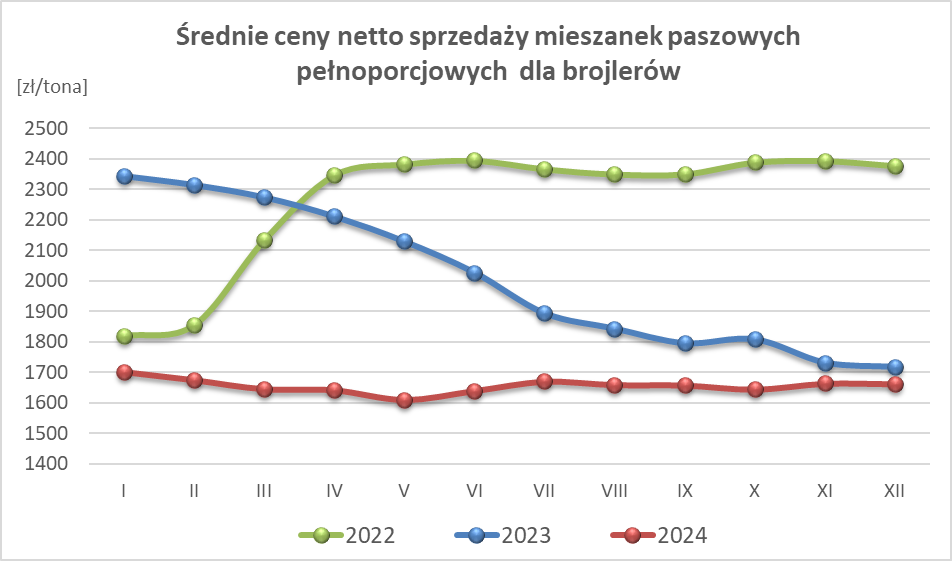 Średnie ceny netto sprzedaży mieszanek paszowych
pełnoporcjowych dla brojlerów
[zł/tona]
2500
2400
2300
2200
2100
2000
1900
1800
1700
1600
1500
1400
I II III IV V VI VII VIII IX X XI XII
2022 2023 2024